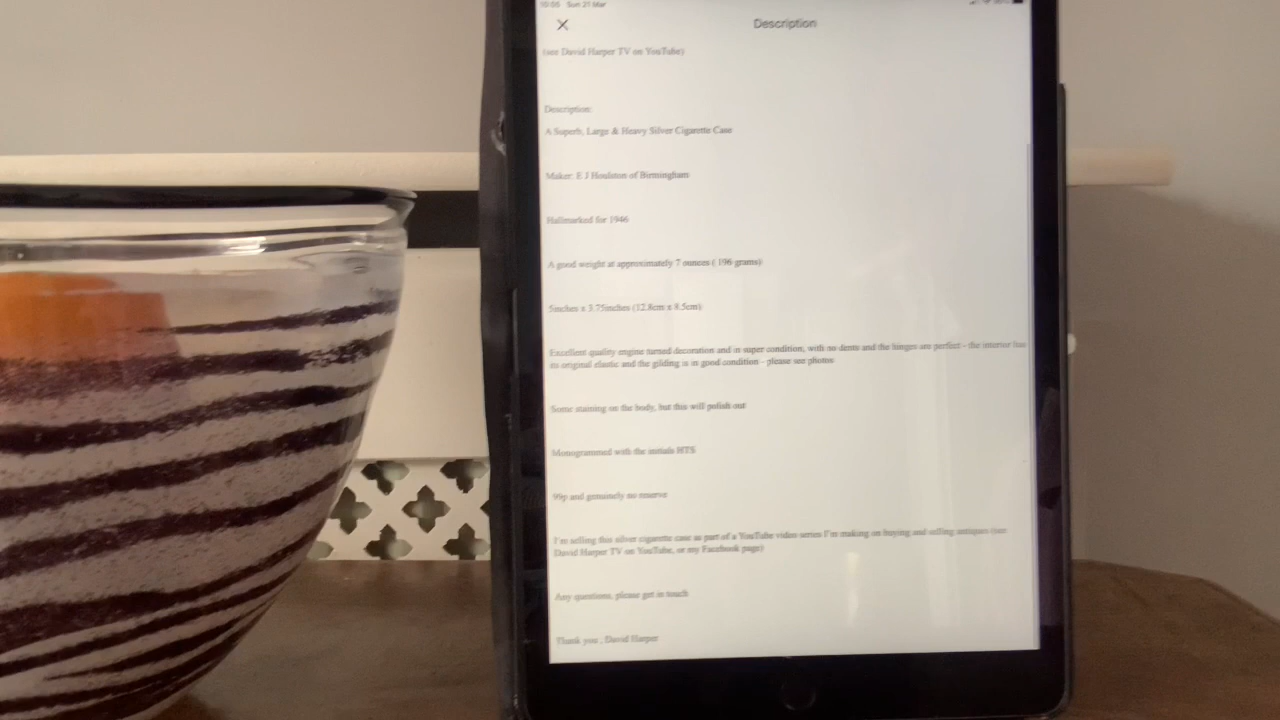 10:05 Sun 21 Mar
Description
(see David Harper TV on YouTube)
Description:
A Superb, Large & Heavy Silver Cigarette Case
Maker: E J Houlston of Birmingham
Hallmarked for 1946
A good weight at approximately 7 ounces ( 196 grams)
5inches x 3.75inches (12.8cm x 8.5cm)
Excellent quality engine turned decoration and in super condition, with no dents and the hinges are perfect - the interior has
its original elastic and the gilding is in good condition - please see photos
Some staining on the body, but this will polish out
Monogrammed with the initials HTS
99p and genuinely no reserve
I'm selling this silver cigarette case as part of a YouTube video series I'm making on buying and selling antiques (see
David Harper TV on YouTube, or my Facebook page)
Any questions, please get in touch
Thank you ; David Harper